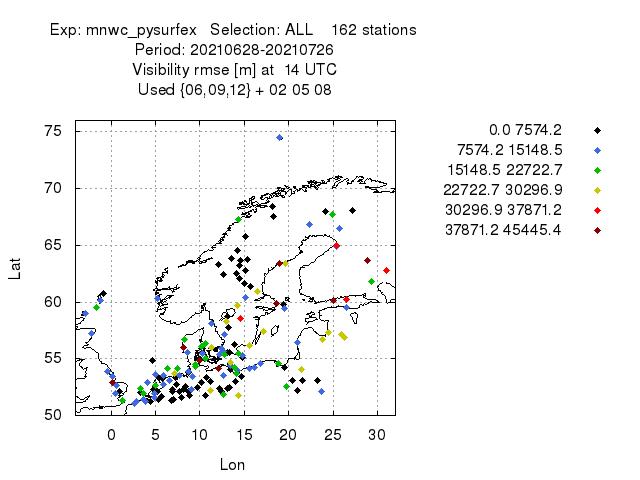 Exp: mnwc_pysurfex   Selection: ALL    162 stations
Period: 20210628-20210726
Visibility rmse [m] at  14 UTC
Used {06,09,12} + 02 05 08
0.0 7574.2
7574.2 15148.5
15148.5 22722.7
22722.7 30296.9
30296.9 37871.2
37871.2 45445.4
75
70
65
60
55
50
Lat
0 5 10 15 20 25 30
Lon